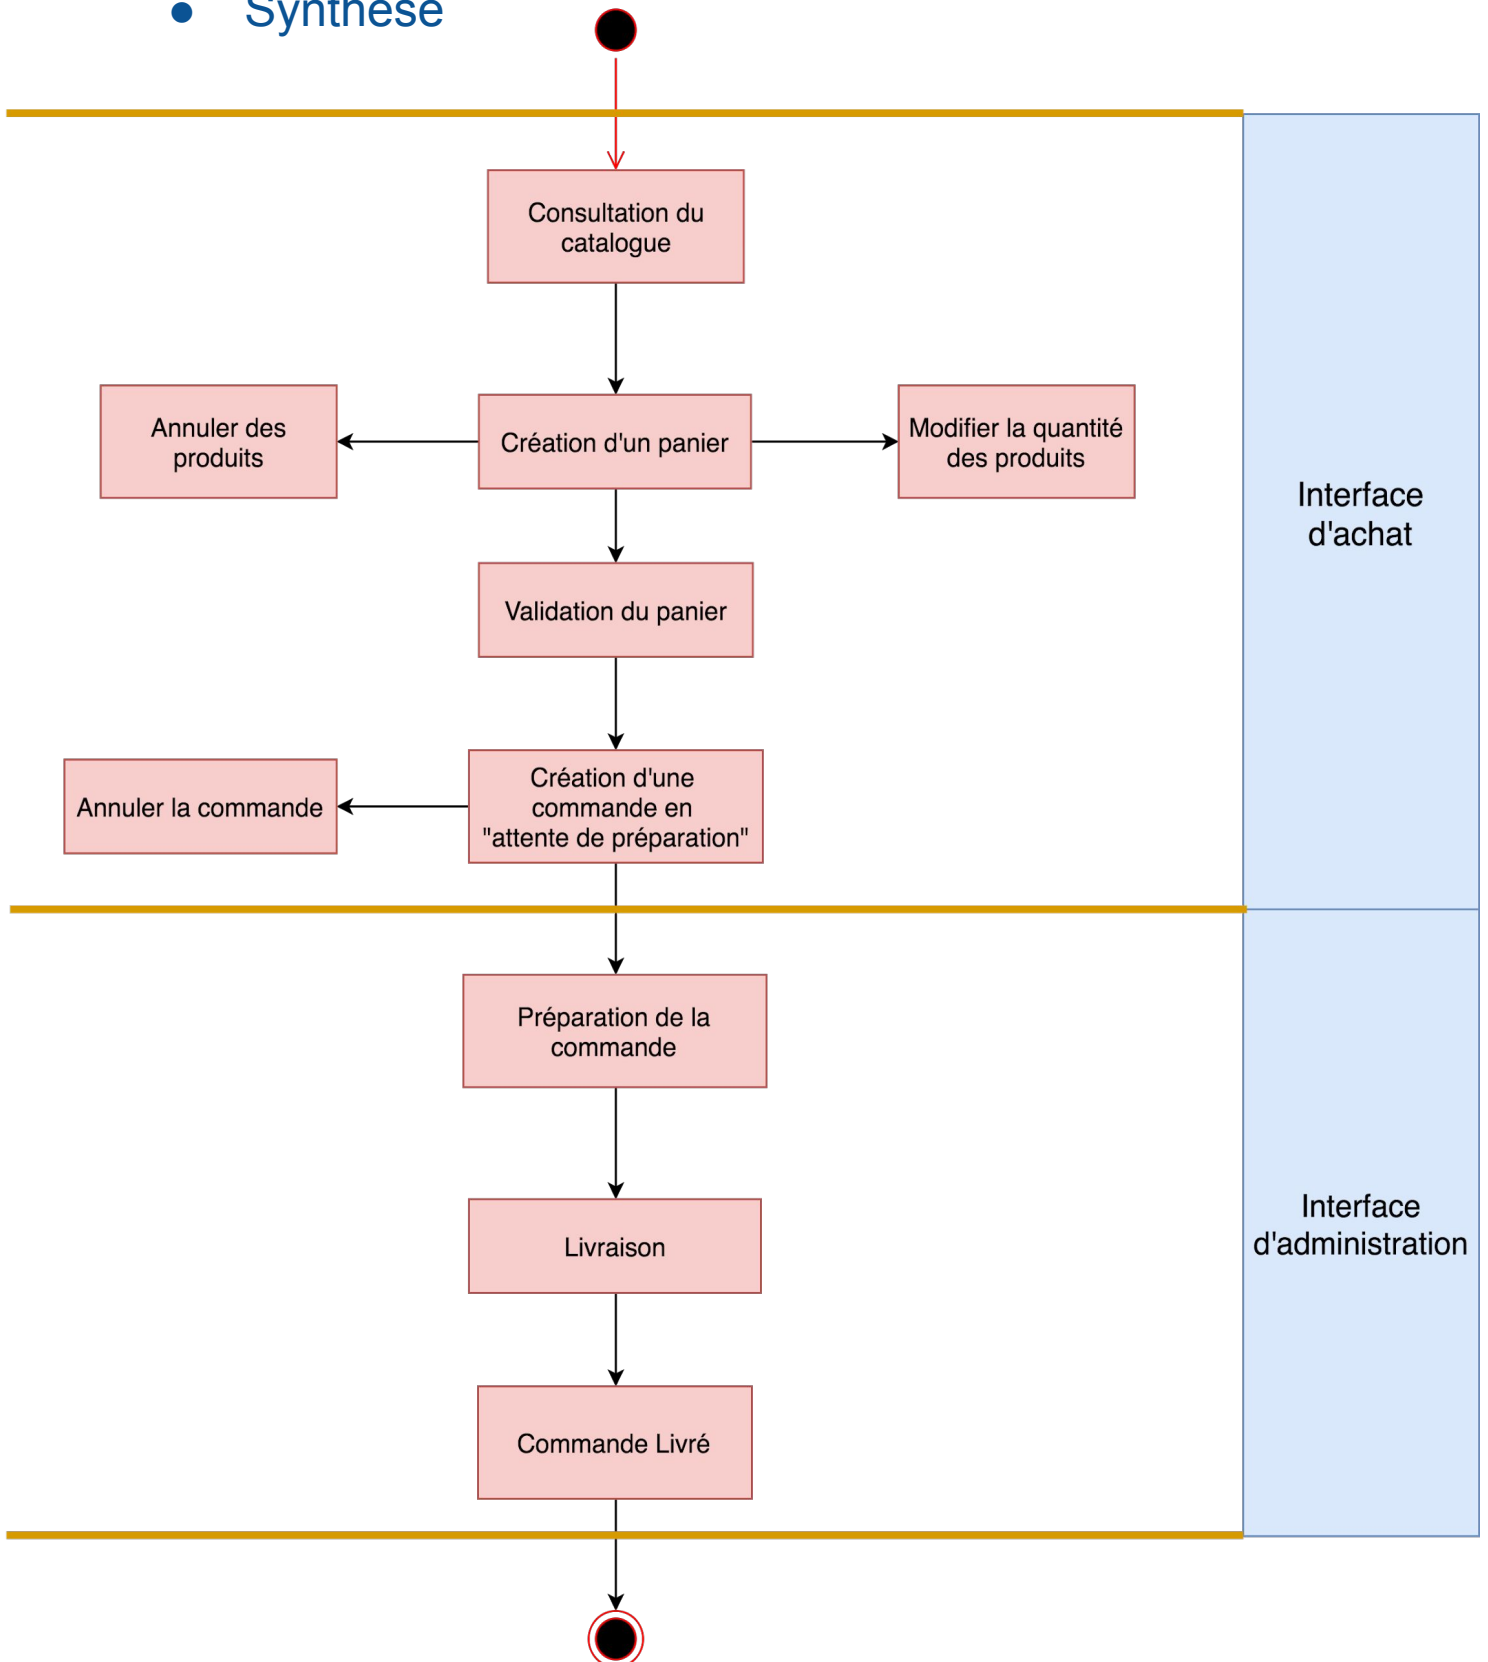 ● Synthèse
Consultation du
catalogue
Annuler des
produits
Création d'un panier
Modifier la quantité
des produits
Interface
d'achat
Validation du panier
Annuler la commande
Création d'une
commande en
"attente de préparation"
Préparation de la
commande
Livraison
Interface
d'administration
Commande Livré